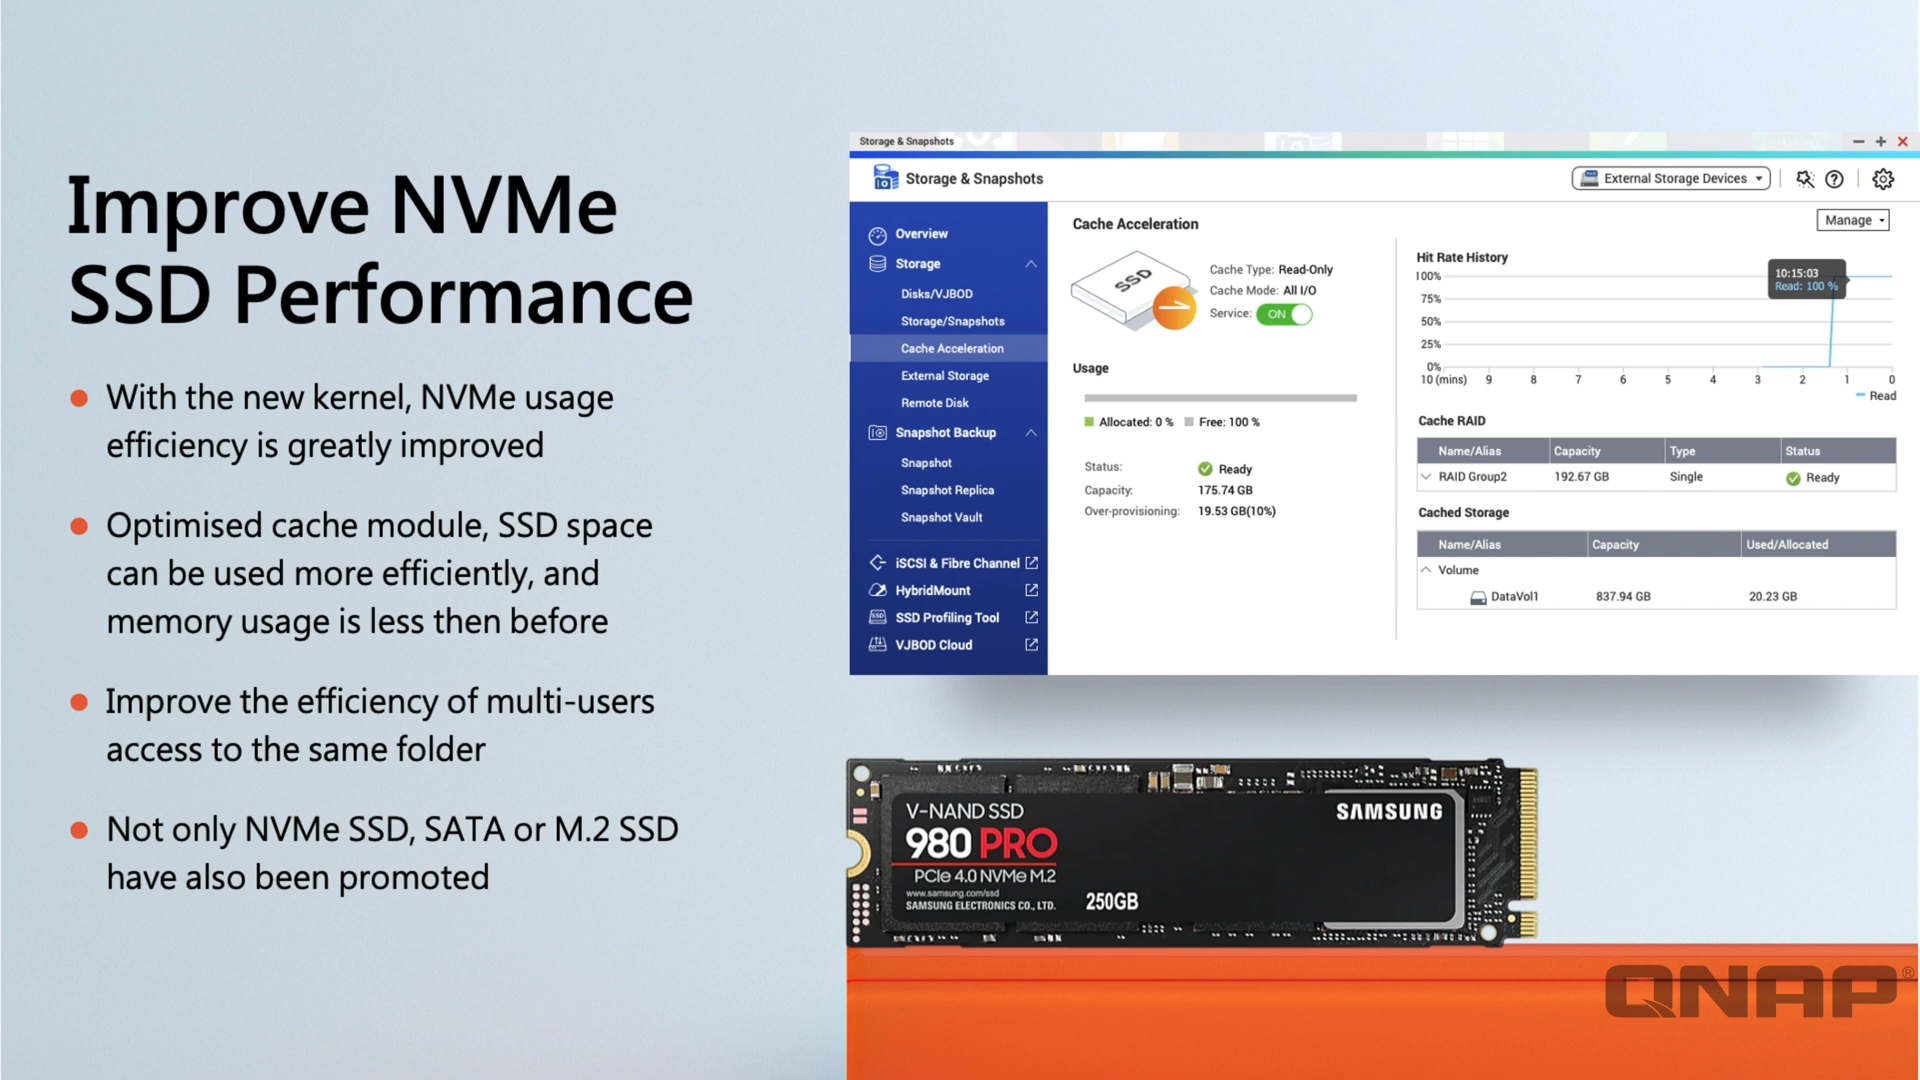 Improve NVMe
SSD Performance
With the new kernel, NVMe usage
efficiency is greatly improved
Optimised cache module, SSD space
can be used more efficiently, and
memory usage is less then before
Improve the efficiency of multi-users
access to the same folder
Not only NVMe SSD, SATA or M.2 SSD
have also been promoted
Storage & Snapshots
Storage & Snapshots
External Storage Devices
Overview
Storage
Disks/VJBOD
Storage/Snapshots
Cache Acceleration
External Storage
Remote Disk
Snapshot Backup
Snapshot
Snapshot Replica
Snapshot Vault
iSCSI & Fibre Channel
HybridMount
SSD Profiling Tool
VJBOD Cloud
Cache Acceleration
Manage
SSD
Cache Type: Read-Only
Cache Mode: All I/O
Service: ON
Usage
Allocated: 0 % Free: 100 %
Status: Ready
Capacity: 175.74 GB
Over-provisioning: 19.53 GB(10%)
Hit Rate History
100%
75%
50%
25%
0%
10 (mins) 9 8 7 6 5 4 3 2 1 0
10:15:03
Read: 100 %
Read
Cache RAID
Name/Alias Capacity Type Status
RAID Group2 192.67 GB Single Ready
Cached Storage
Name/Alias Capacity Used/Allocated
Volume
DataVol1 837.94 GB 20.23 GB
V-NAND SSD
980 PRO
PCIe 4.0 NVMe M.2
www.samsung.com/ssd
SAMSUNG ELECTRONICS CO., LTD.
250GB
SAMSUNG
QNAP®